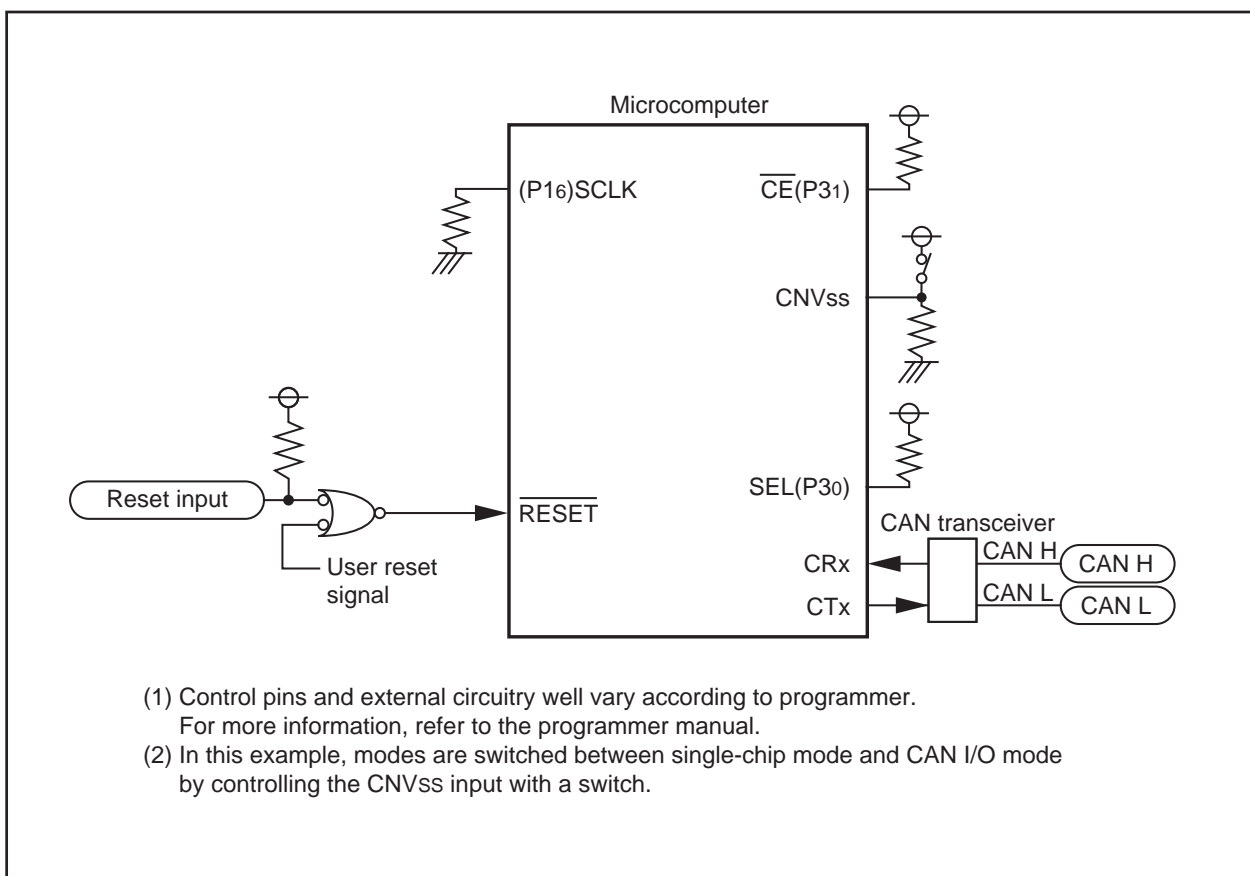 Microcomputer
(P16)SCLK
CE(P31)
CNVss
Reset input
RESET
SEL(P30)
User reset
signal
CAN transceiver
CRx
CAN H
CAN H
CTx
CAN L
CAN L
(1) Control pins and external circuitry well vary according to programmer.
For more information, refer to the programmer manual.
(2) In this example, modes are switched between single-chip mode and CAN I/O mode
by controlling the CNVSS input with a switch.